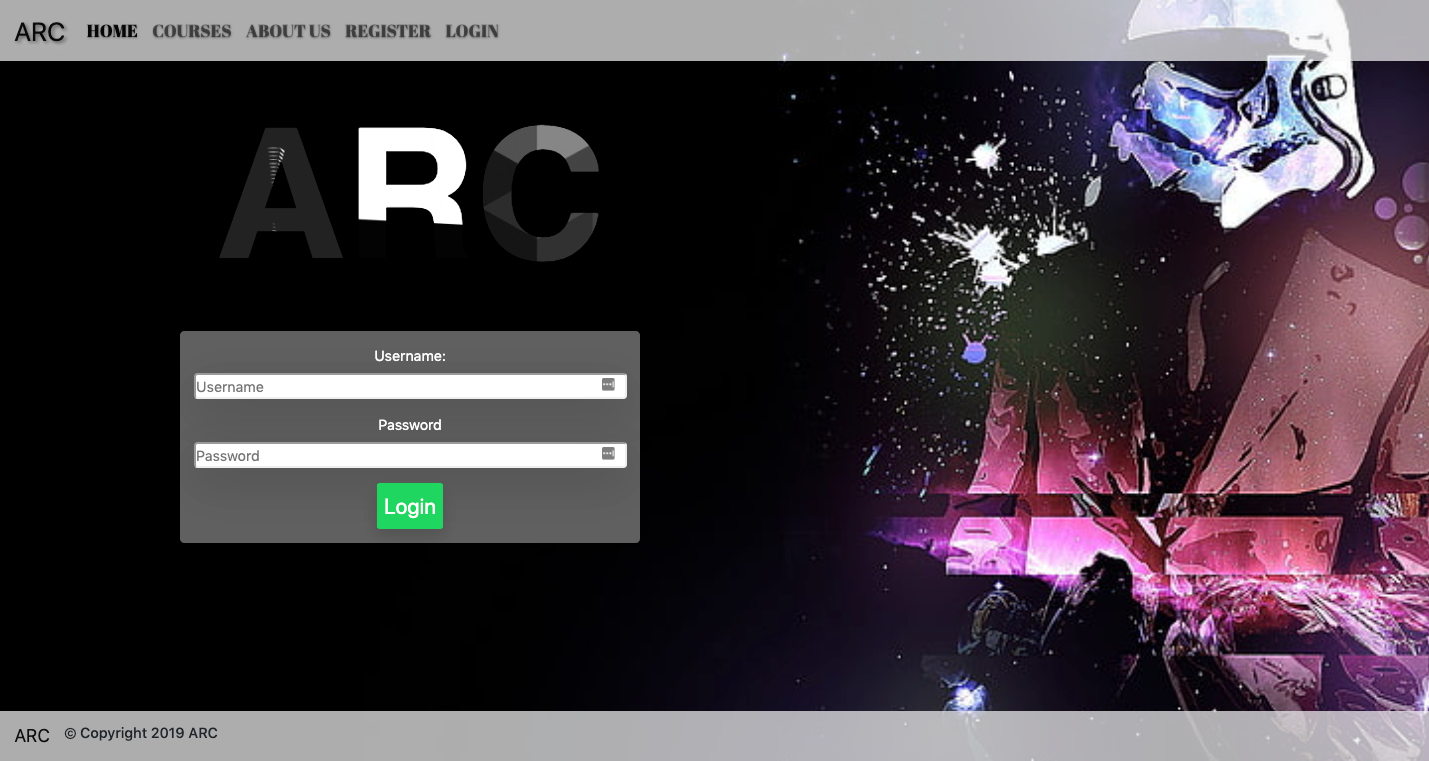 ARC HOME COURSES ABOUT US REGISTER LOGIN
ARC
Username:
Username
Password
Password
Login
ARC © Copyright 2019 ARC